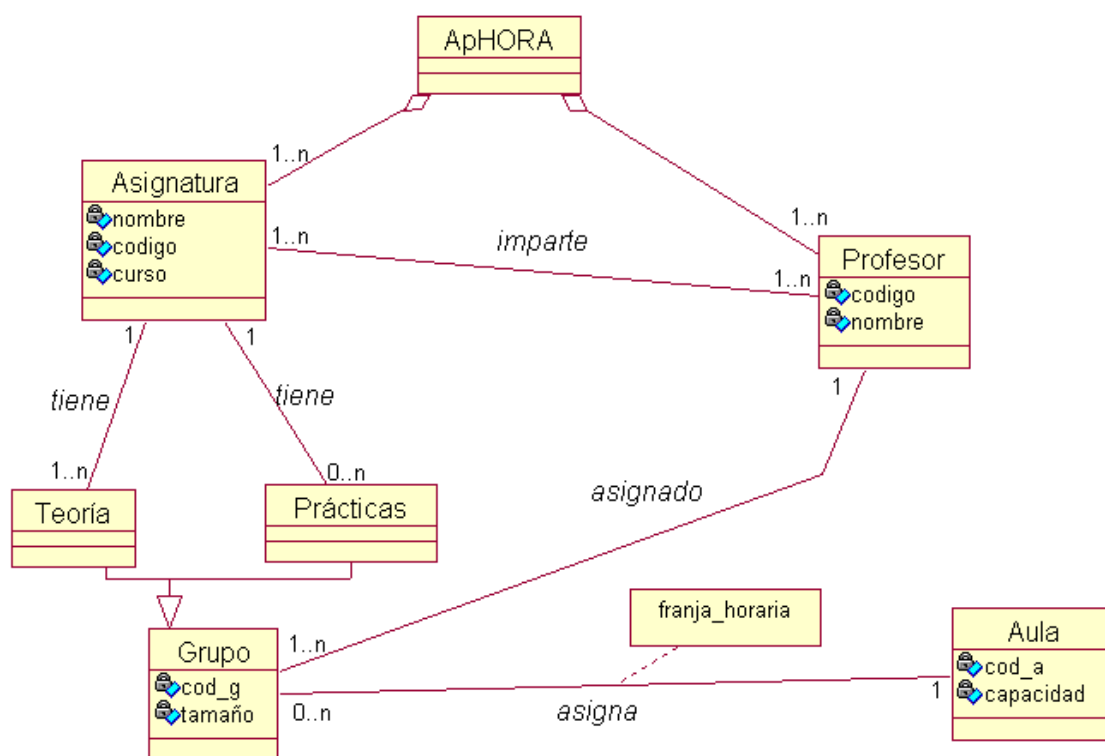 ApHORA
1..n
Asignatura
nombre
codigo
curso
1..n
imparte
1..n
1..n
Profesor
codigo
nombre
1
1
1
tiene
tiene
1..n
0..n
Teoría
Prácticas
asignado
franja_horaria
1..n
Grupo
cod_g
tamaño
0..n
asigna
1
Aula
cod_a
capacidad